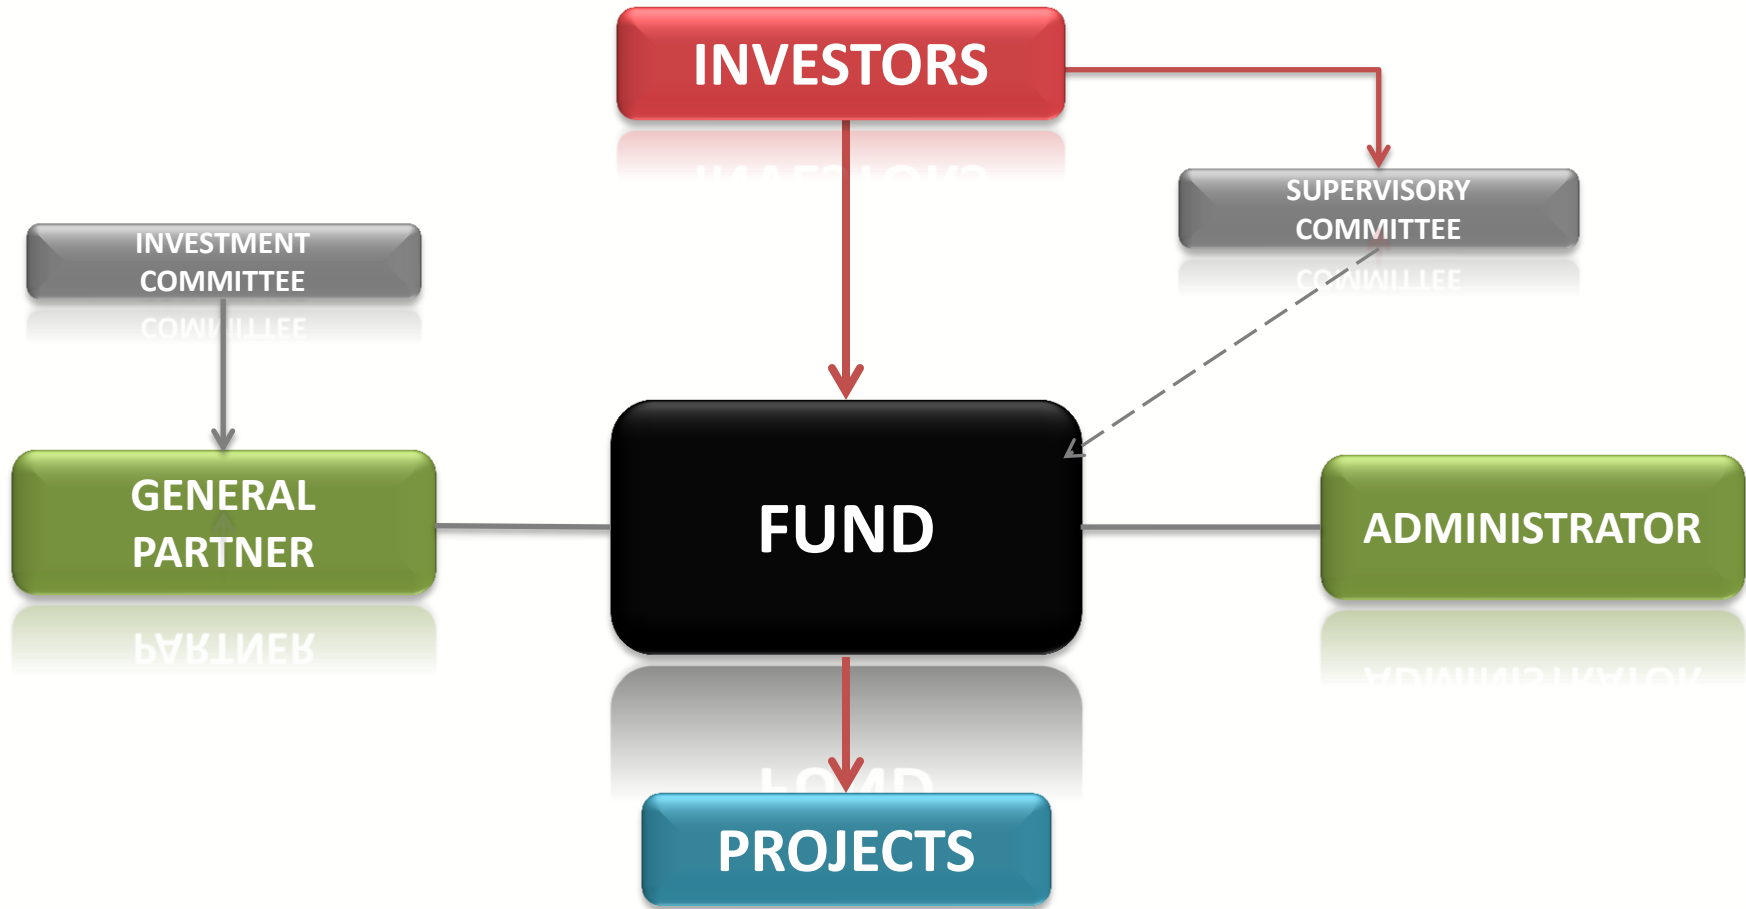 INVESTORS
SUPERVISORY
COMMITTEE
INVESTMENT
COMMITTEE
GENERAL
PARTNER
FUND
ADMINISTRATOR
PROJECTS